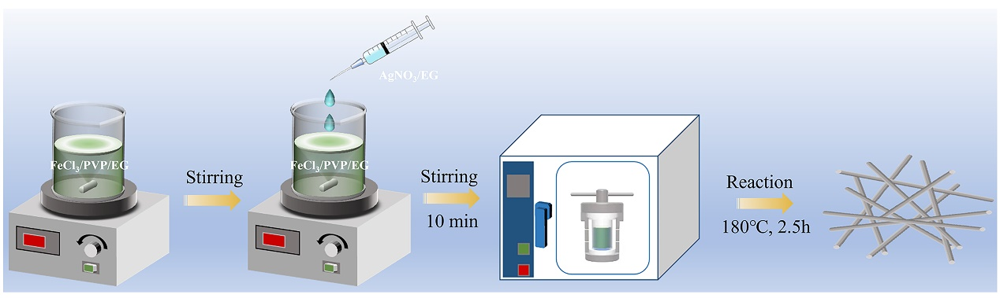 AgNO₃/EG
FeCl₃/PVP/EG
Stirring
FeCl₃/PVP/EG
Stirring
10 min
Reaction
180℃, 2.5h